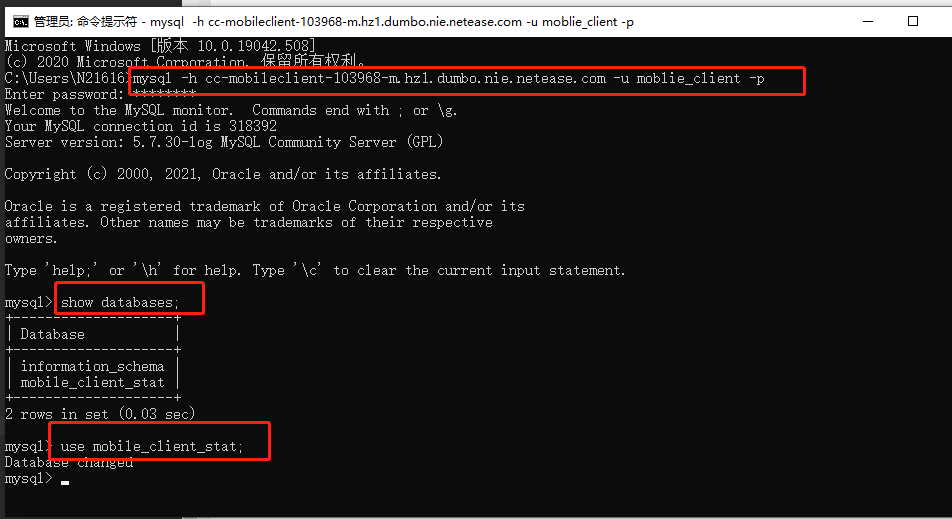 管理员: 命令提示符 - mysql -h cc-mobileclient-103968-m.hz1.dumbo.nie.netease.com -u moblie_client -p
Microsoft Windows [版本 10.0.19042.508]
(c) 2020 Microsoft Corporation. 保留所有权利。
C:\Users\N21616>mysql -h cc-mobileclient-103968-m.hz1.dumbo.nie.netease.com -u moblie_client -p
Enter password: ********
Welcome to the MySQL monitor.  Commands end with ; or \g.
Your MySQL connection id is 318392
Server version: 5.7.30-log MySQL Community Server (GPL)
Copyright (c) 2000, 2021, Oracle and/or its affiliates.
Oracle is a registered trademark of Oracle Corporation and/or its
affiliates. Other names may be trademarks of their respective
owners.
Type 'help;' or '\h' for help. Type '\c' to clear the current input statement.
mysql> show databases;
+--------------------+
| Database           |
+--------------------+
| information_schema |
| mobile_client_stat |
+--------------------+
2 rows in set (0.03 sec)
mysql> use mobile_client_stat;
Database changed
mysql>